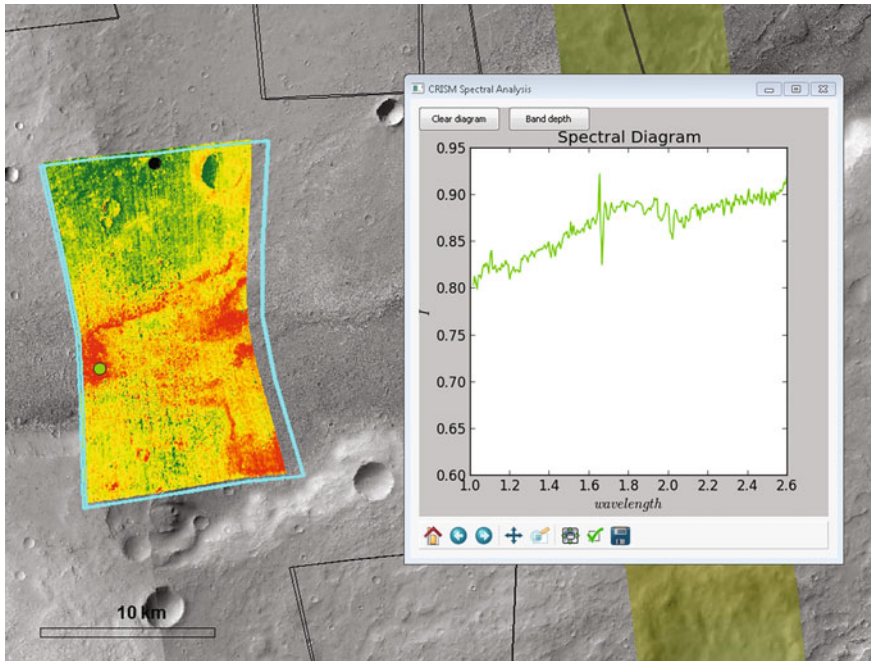 CRISM Spectral Analysis
Clear diagram Band depth
Spectral Diagram
0.95
0.90
0.85
0.80
0.75
0.70
0.65
0.60
I
1.0 1.2 1.4 1.6 1.8 2.0 2.2 2.4 2.6
wavelength
10 km